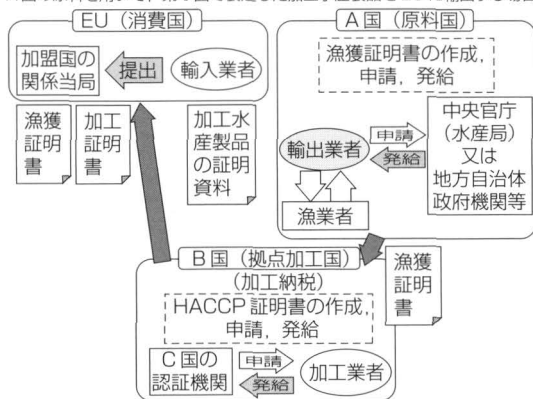 EU（消費国）
加盟国の
関係当局
提出
輸入業者
漁獲
証明
書
加工
証明
書
加工水
産製品
の証明
資料
A国（原料国）
漁獲証明書の作成,
申請, 発給
輸出業者
申請
発給
中央官庁
（水産局）
又は
地方自治体
政府機関等
漁業者
漁獲
証明
書
B国（拠点加工国）
（加工納税）
HACCP証明書の作成,
申請, 発給
C国の
認証機関
申請
発給
加工業者